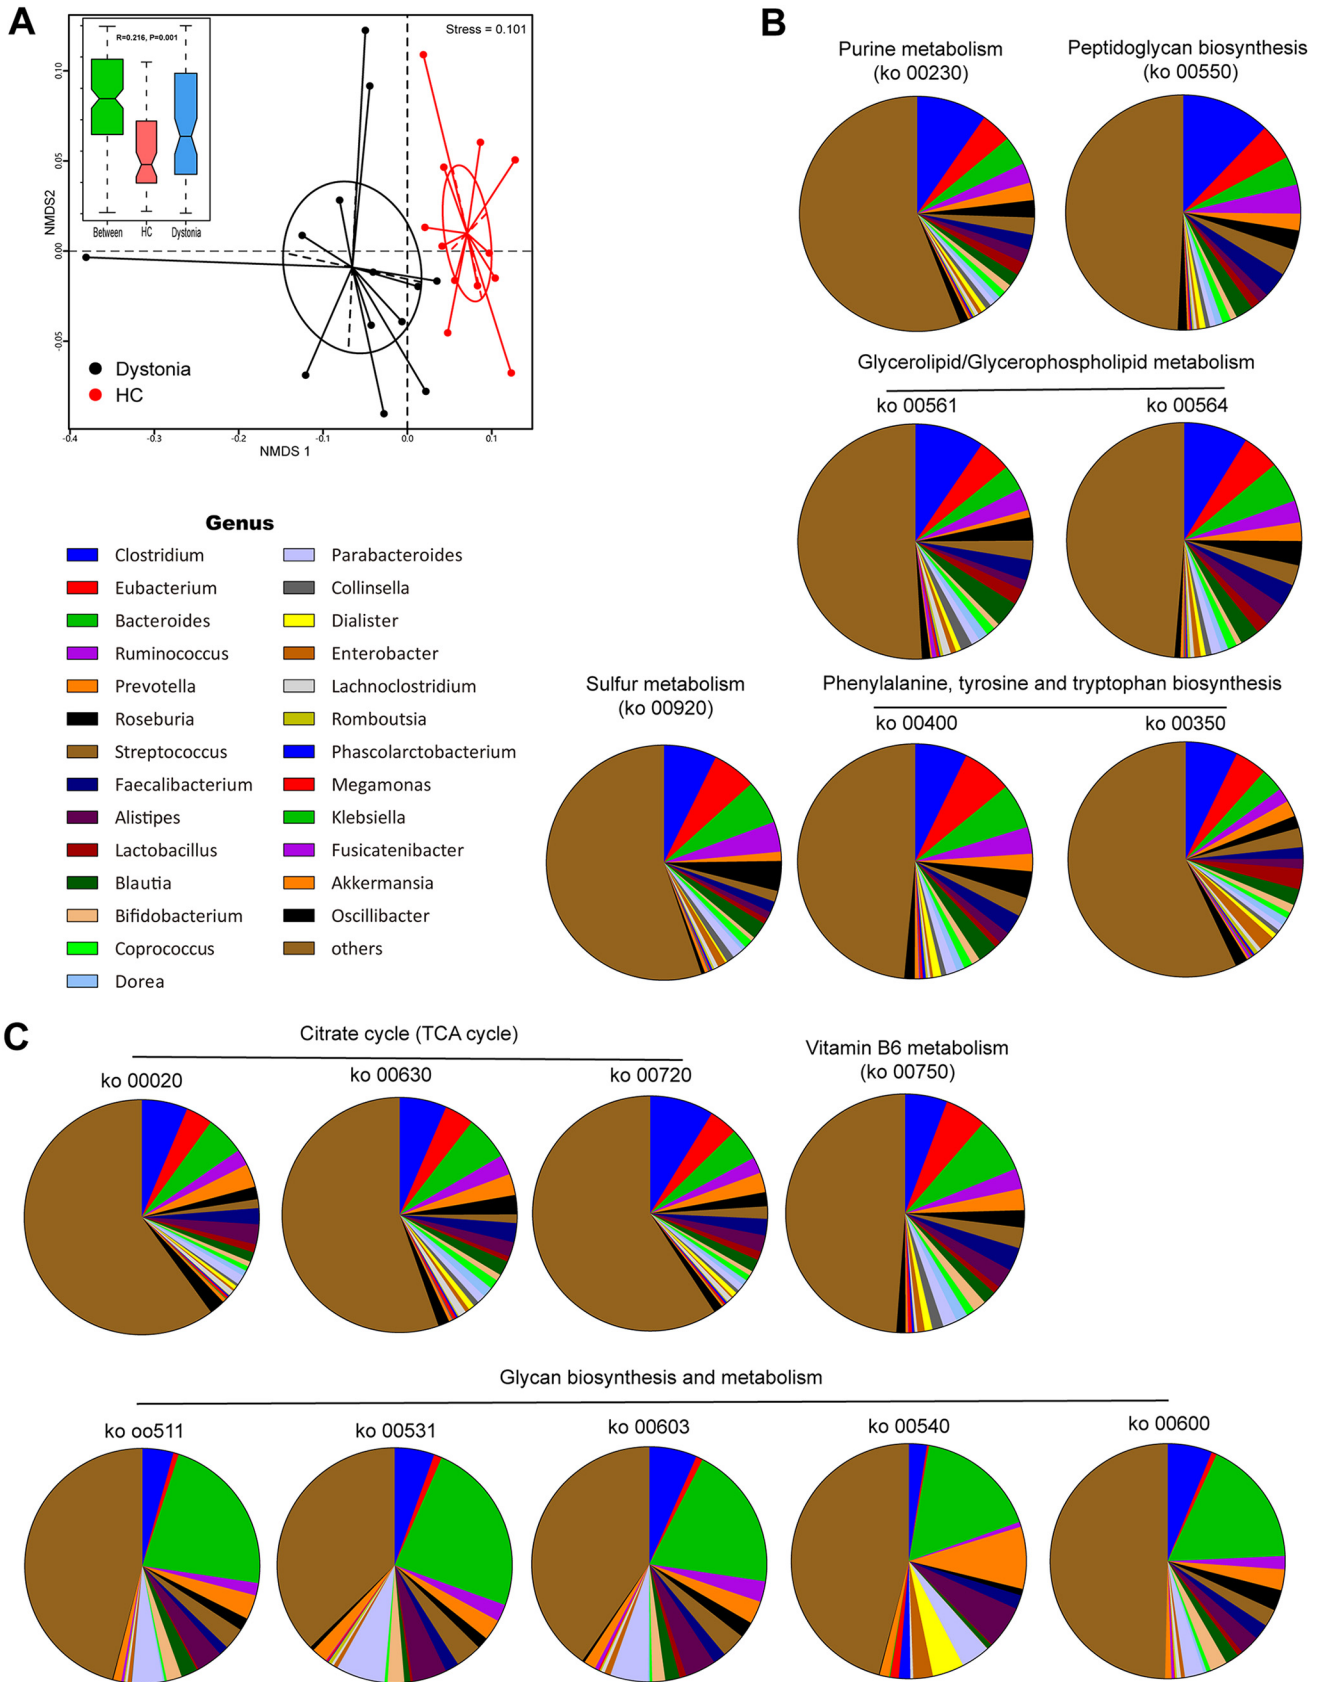 A
R=0.216, P=0.001
Stress = 0.101
Between
HC
Dystonia
NMDS2
0.10
0.05
0.00
-0.05
Dystonia
HC
-0.4
-0.3
-0.2
-0.1
0.0
0.1
NMDS 1
B
Purine metabolism
(ko 00230)
Peptidoglycan biosynthesis
(ko 00550)
Glycerolipid/Glycerophospholipid metabolism
ko 00561
ko 00564
Sulfur metabolism
(ko 00920)
Phenylalanine, tyrosine and tryptophan biosynthesis
ko 00400
ko 00350
Genus
Clostridium
Eubacterium
Bacteroides
Ruminococcus
Prevotella
Roseburia
Streptococcus
Faecalibacterium
Alistipes
Lactobacillus
Blautia
Bifidobacterium
Coprococcus
Dorea
Parabacteroides
Collinsella
Dialister
Enterobacter
Lachnoclostridium
Romboutsia
Phascolarctobacterium
Megamonas
Klebsiella
Fusicatenibacter
Akkermansia
Oscillibacter
others
C
Citrate cycle (TCA cycle)
ko 00020
ko 00630
ko 00720
Vitamin B6 metabolism
(ko 00750)
Glycan biosynthesis and metabolism
ko oo511
ko 00531
ko 00603
ko 00540
ko 00600